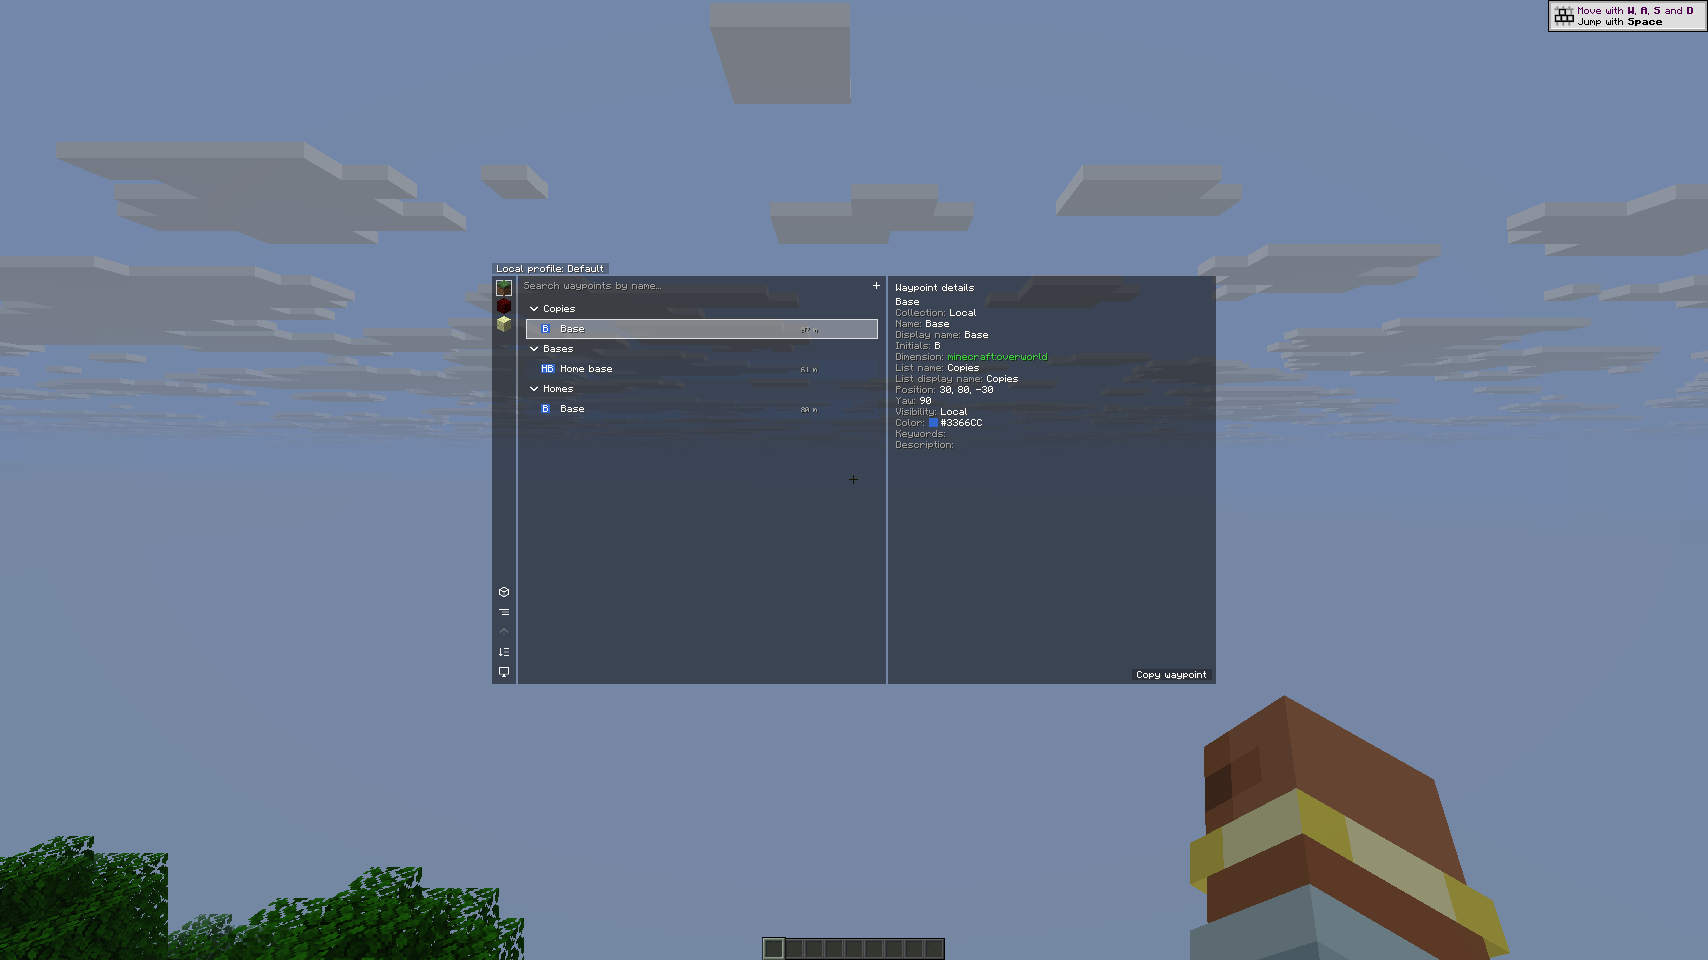 Move with W, A, S and D
Jump with Space
Local profile: Default
Search waypoints by name...
+
Copies
B Base
Bases
HB Home base 61 m
Homes
B Base 80 m
Waypoint details
Base
Collection: Local
Name: Base
Display name: Base
Initials: B
Dimension: minecraft:overworld
List name: Copies
List display name: Copies
Position: 30, 80, -30
Yaw: 90
Visibility: Local
Color: #3366CC
Keywords:
Description:
Copy waypoint